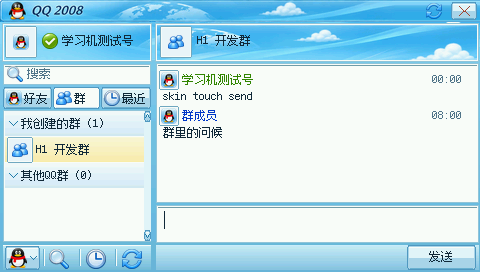 QQ 2008
学习机测试号
H1 开发群
搜索
好友 群 最近
我创建的群 (1)
H1 开发群
其他QQ群 (0)
学习机测试号 00:00
skin touch send
群成员 08:00
群里的问候
发送